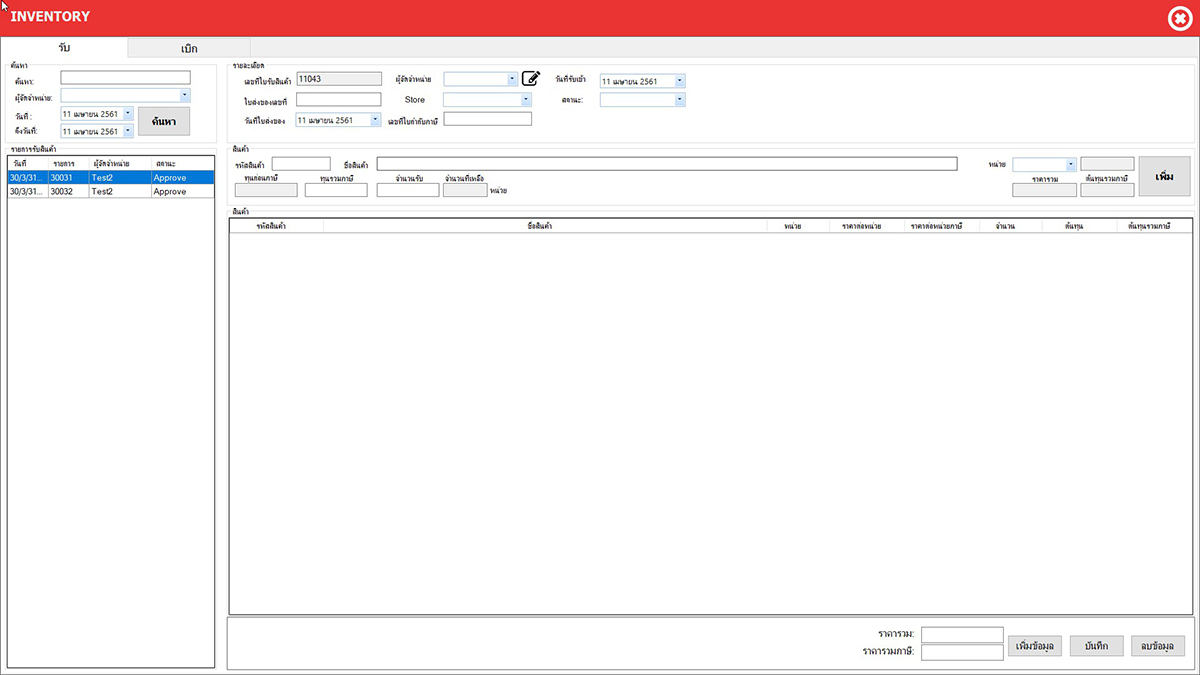 INVENTORY
รับ
เบิก
ค้นหา
ค้นหา:
ผู้จัดจำหน่าย:
วันที่ :
11 เมษายน 2561
ถึงวันที่:
11 เมษายน 2561
ค้นหา
รายการรับสินค้า
วันที่ รายการ ผู้จัดจำหน่าย สถานะ
30/3/31... 30031 Test2 Approve
30/3/31... 30032 Test2 Approve
รายละเอียด
เลขที่ใบรับสินค้า 11043 ผู้จัดจำหน่าย วันที่รับเข้า 11 เมษายน 2561
ใบส่งของเลขที่ Store สถานะ:
วันที่ใบส่งของ 11 เมษายน 2561 เลขที่ใบกำกับภาษี
สินค้า
รหัสสินค้า ชื่อสินค้า หน่วย
ทุนก่อนภาษี ทุนรวมภาษี จำนวนรับ จำนวนที่เหลือ ราคารวม ต้นทุนรวมภาษี
หน่วย
เพิ่ม
สินค้า
รหัสสินค้า ชื่อสินค้า หน่วย ราคาต่อหน่วย ราคาต่อหน่วยภาษี จำนวน ต้นทุน ต้นทุนรวมภาษี
ราคารวม:
ราคารวมภาษี:
เพิ่มข้อมูล บันทึก ลบข้อมูล